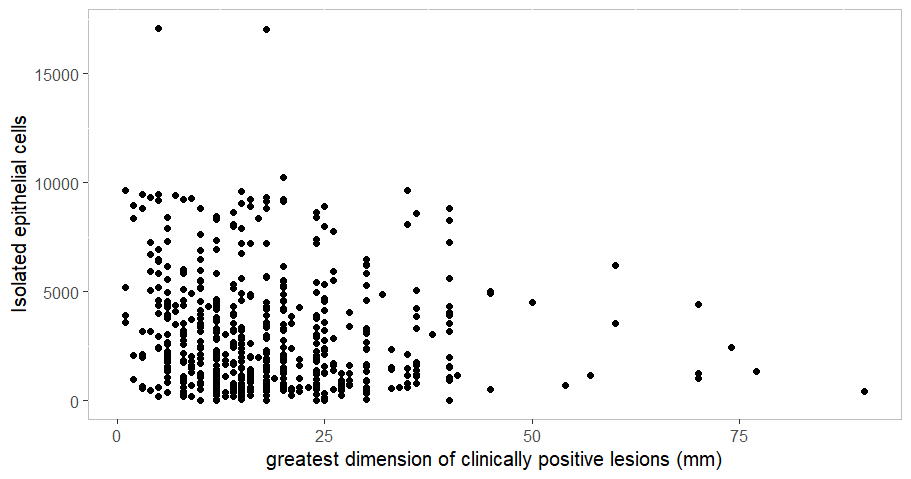 Isolated epithelial cells
15000
10000
5000
0
0 25 50 75
greatest dimension of clinically positive lesions (mm)